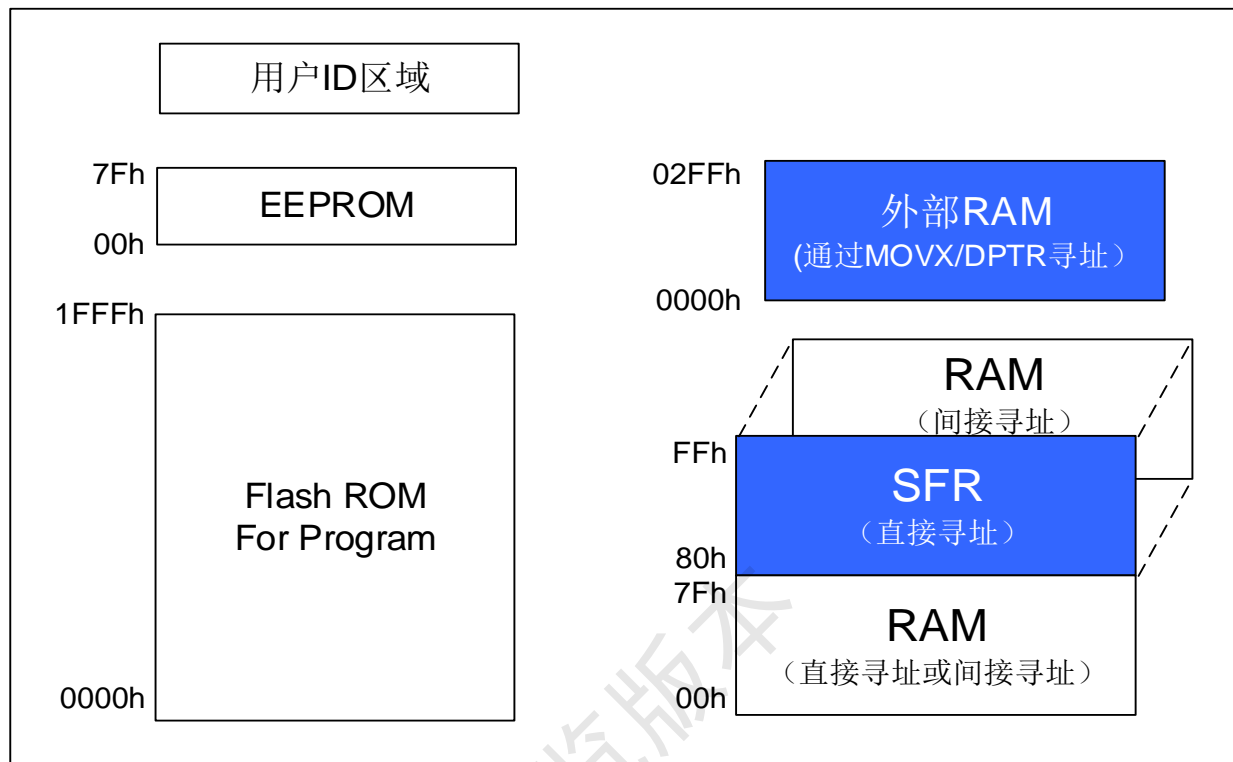 用户ID区域
7Fh
EEPROM
00h
1FFFh
Flash ROM
For Program
0000h
02FFh
外部RAM
(通过MOVX/DPTR寻址）
0000h
RAM
（间接寻址）
FFh
SFR
（直接寻址）
80h
7Fh
RAM
（直接寻址或间接寻址）
00h
览版本